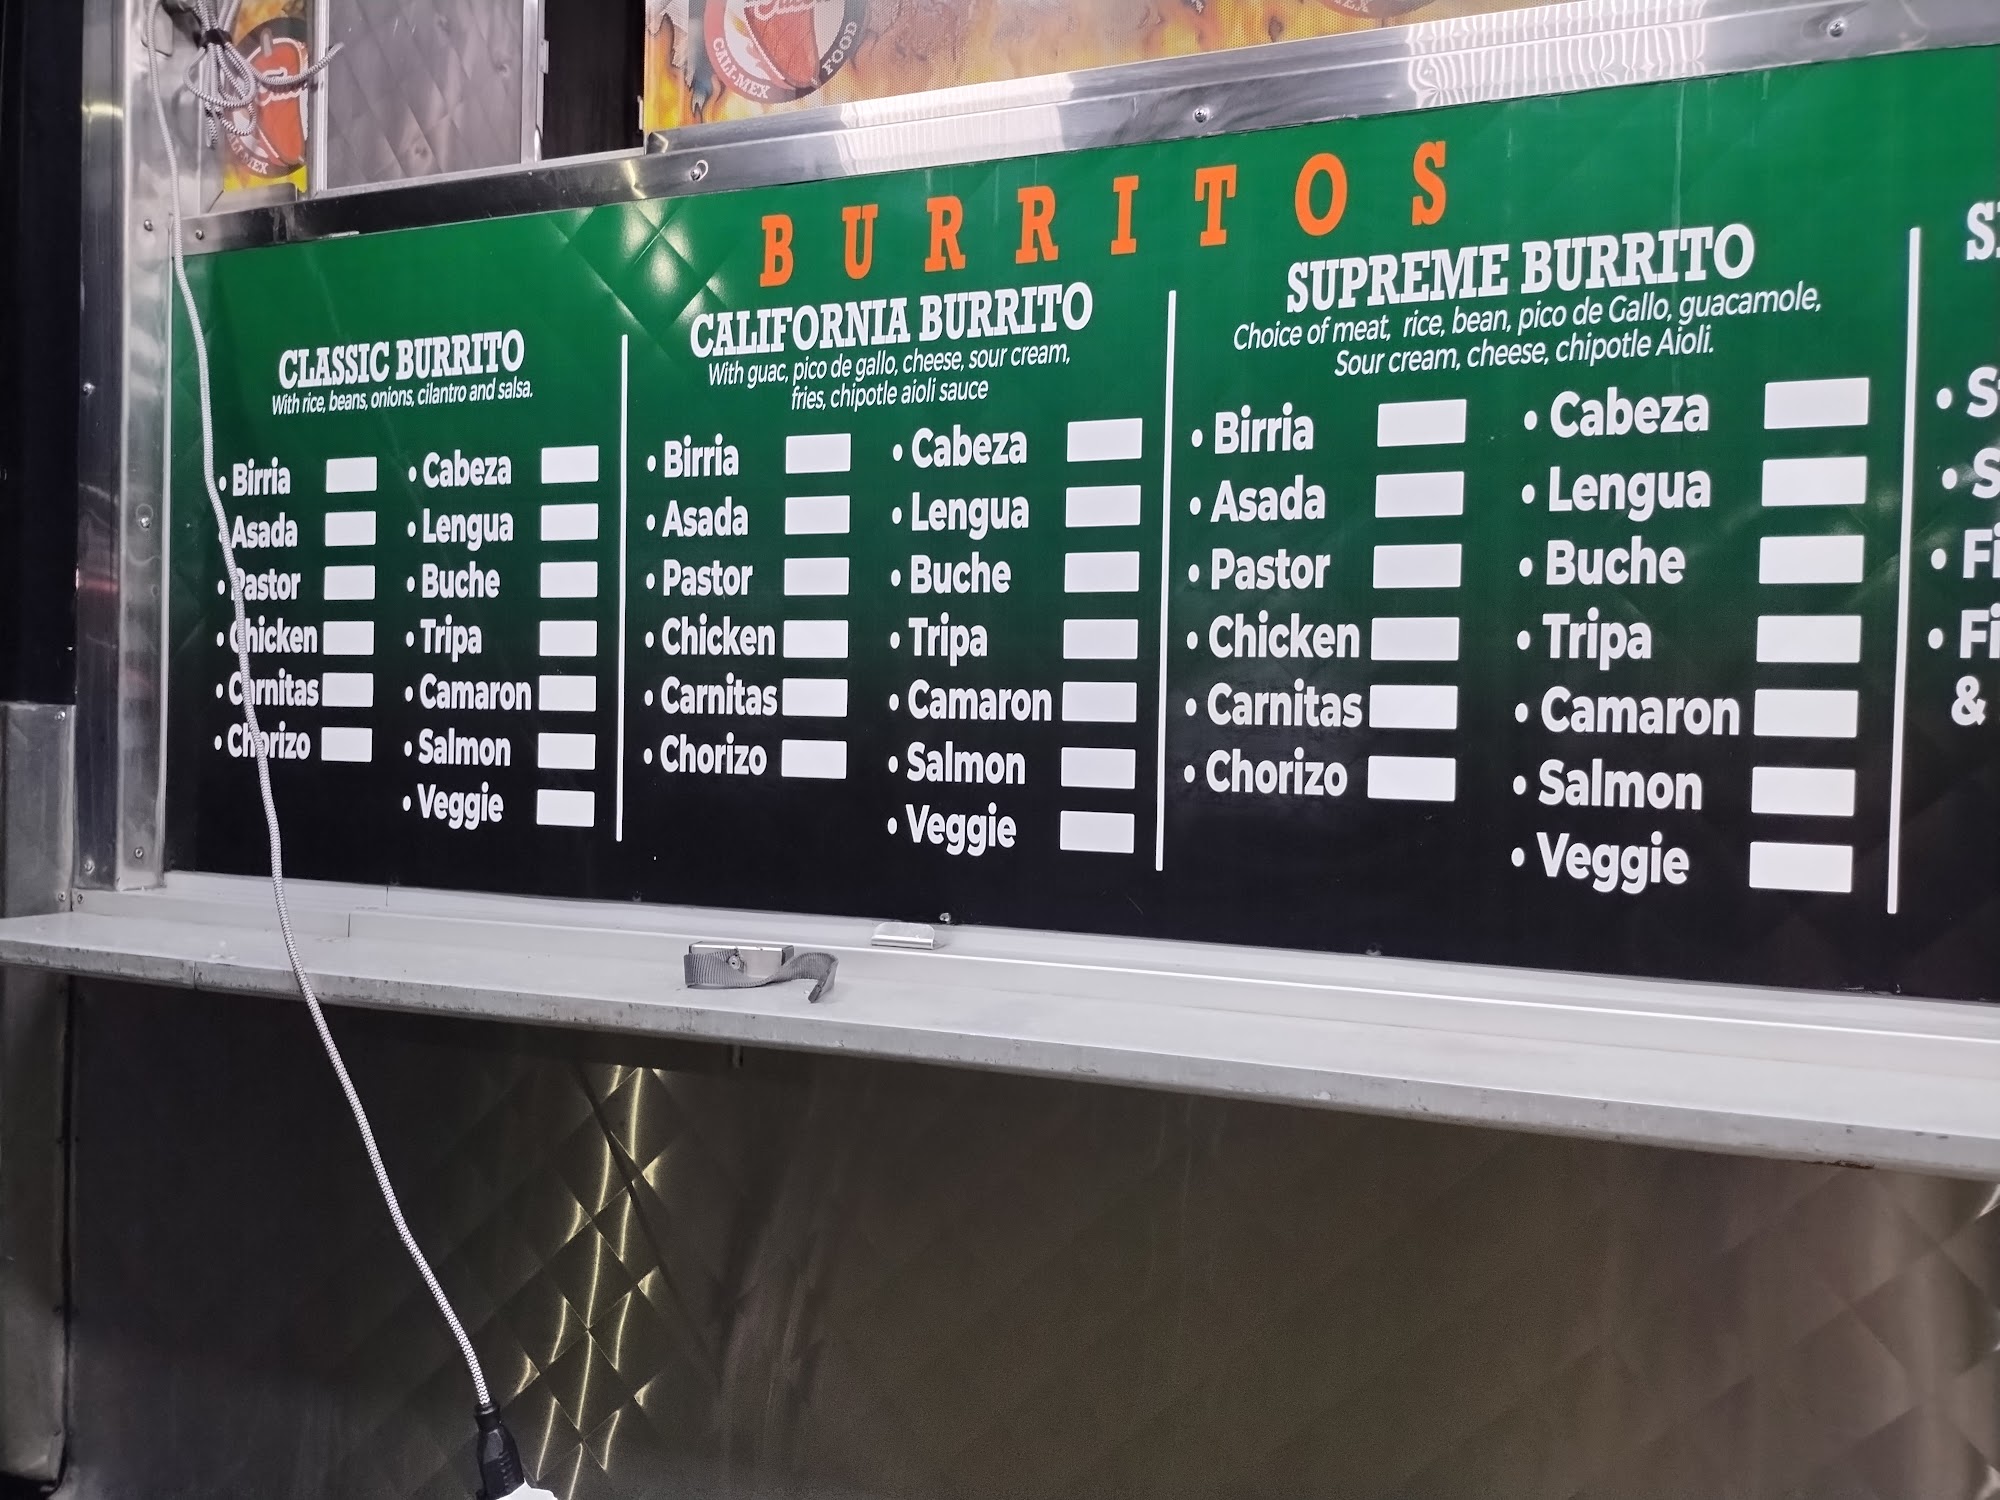 FOOD
CALI-MEX
BURRITOS
CLASSIC BURRITO
With rice, beans, onions, cilantro and salsa.
• Birria
• Asada
• Pastor
• Chicken
• Carnitas
• Chorizo
• Cabeza
• Lengua
• Buche
• Tripa
• Camaron
• Salmon
• Veggie
CALIFORNIA BURRITO
With guac, pico de gallo, cheese, sour cream,
fries, chipotle aioli sauce
• Birria
• Asada
• Pastor
• Chicken
• Carnitas
• Chorizo
• Cabeza
• Lengua
• Buche
• Tripa
• Camaron
• Salmon
• Veggie
SUPREME BURRITO
Choice of meat, rice, bean, pico de Gallo, guacamole,
Sour cream, cheese, chipotle Aioli.
• Birria
• Asada
• Pastor
• Chicken
• Carnitas
• Chorizo
• Cabeza
• Lengua
• Buche
• Tripa
• Camaron
• Salmon
• Veggie
&